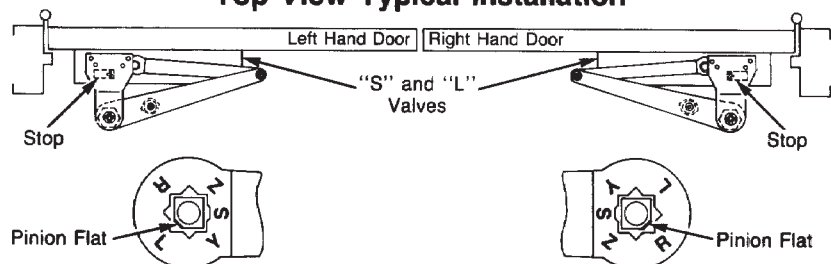 Top View Typical Installation
Left Hand Door Right Hand Door
"S" and "L"
Valves
Stop Stop
R Z S L Y
Y L S Z R
Pinion Flat Pinion Flat